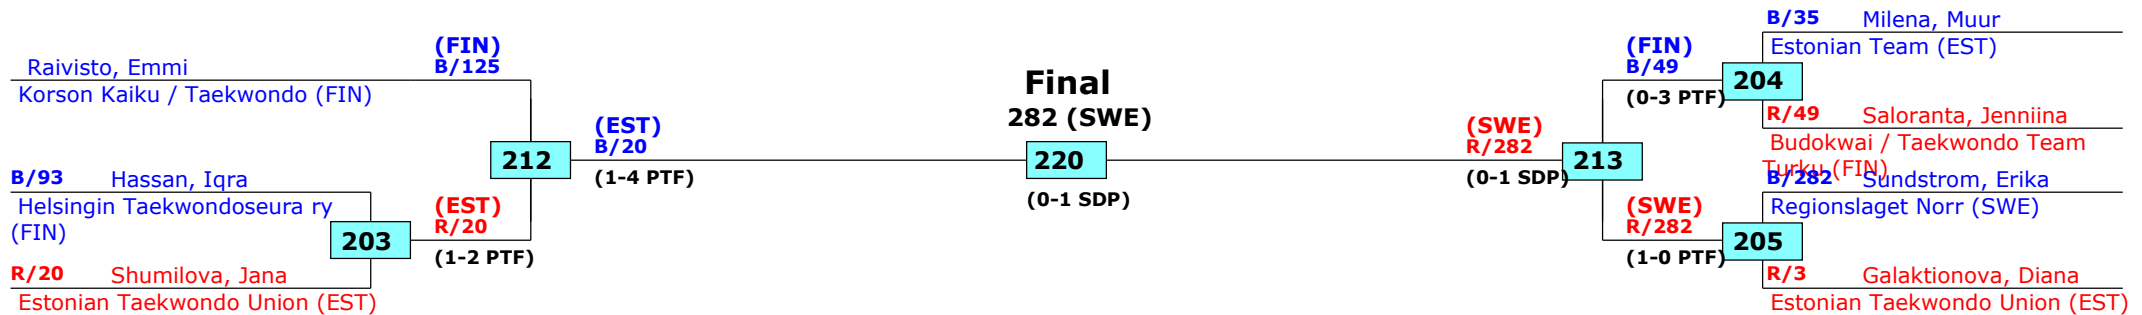 (FIN)
B/125
Raivisto, Emmi
Korson Kaiku / Taekwondo (FIN)
B/93 Hassan, Iqra
Helsingin Taekwondoseura ry
(FIN)
203
R/20 Shumilova, Jana
Estonian Taekwondo Union (EST)
(EST)
R/20
(1-2 PTF)
212
(EST)
B/20
(1-4 PTF)
Final
282 (SWE)
220
(0-1 SDP)
(SWE)
R/282
(0-1 SDP)
213
(FIN)
B/49
(0-3 PTF)
204
B/35 Milena, Muur
Estonian Team (EST)
R/49 Saloranta, Jenniina
Budokwai / Taekwondo Team
Turku (FIN)
B/282 Sundstrom, Erika
Regionslaget Norr (SWE)
(SWE)
R/282
(1-0 PTF)
205
R/3 Galaktionova, Diana
Estonian Taekwondo Union (EST)